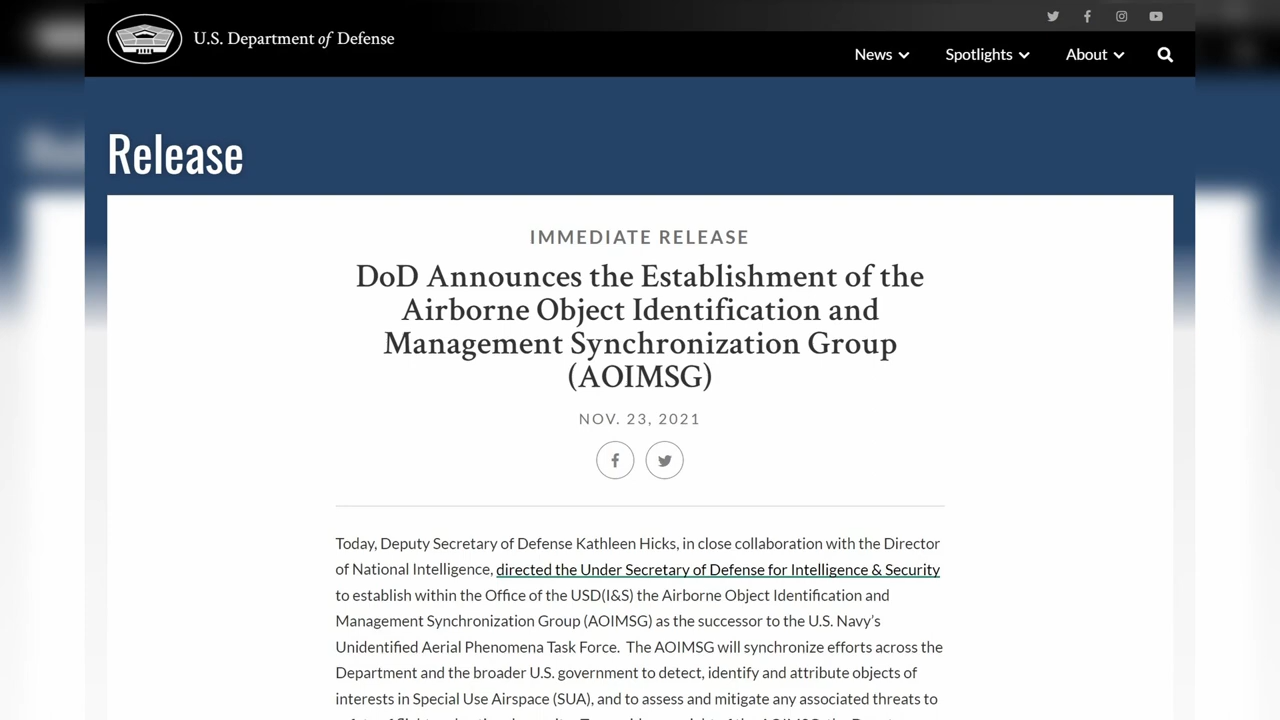 U.S. Department of Defense
News
Spotlights
About
Release
IMMEDIATE RELEASE
DoD Announces the Establishment of the
Airborne Object Identification and
Management Synchronization Group
(AOIMSG)
NOV. 23, 2021
Today, Deputy Secretary of Defense Kathleen Hicks, in close collaboration with the Director
of National Intelligence, directed the Under Secretary of Defense for Intelligence & Security
to establish within the Office of the USD(I&S) the Airborne Object Identification and
Management Synchronization Group (AOIMSG) as the successor to the U.S. Navy’s
Unidentified Aerial Phenomena Task Force.  The AOIMSG will synchronize efforts across the
Department and the broader U.S. government to detect, identify and attribute objects of
interests in Special Use Airspace (SUA), and to assess and mitigate any associated threats to